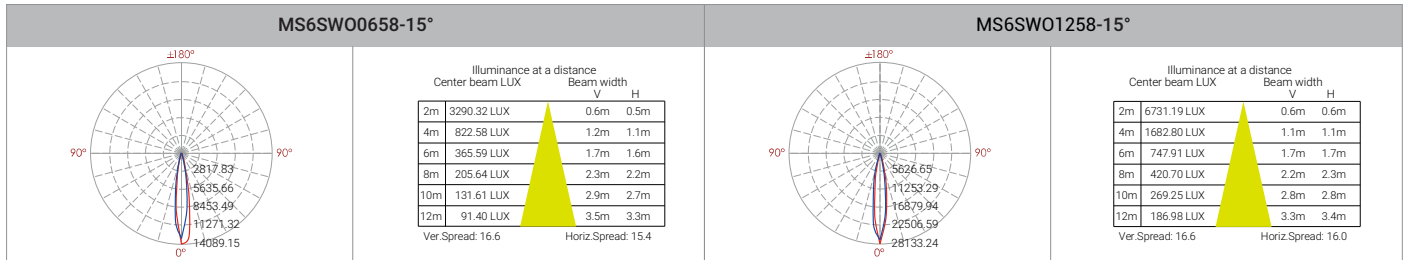 MS6SWO0658-15°
±180°
90°
90°
2817.83
5635.66
8453.49
11271.32
14089.15
0°
Illuminance at a distance
Center beam LUX Beam width
V H
2m 3290.32 LUX 0.6m 0.5m
4m 822.58 LUX 1.2m 1.1m
6m 365.59 LUX 1.7m 1.6m
8m 205.64 LUX 2.3m 2.2m
10m 131.61 LUX 2.9m 2.7m
12m 91.40 LUX 3.5m 3.3m
Ver.Spread: 16.6 Horiz.Spread: 15.4
MS6SWO1258-15°
±180°
90°
90°
5626.65
11253.29
16879.94
22506.59
28133.24
0°
Illuminance at a distance
Center beam LUX Beam width
V H
2m 6731.19 LUX 0.6m 0.6m
4m 1682.80 LUX 1.1m 1.1m
6m 747.91 LUX 1.7m 1.7m
8m 420.70 LUX 2.2m 2.3m
10m 269.25 LUX 2.8m 2.8m
12m 186.98 LUX 3.3m 3.4m
Ver.Spread: 16.6 Horiz.Spread: 16.0